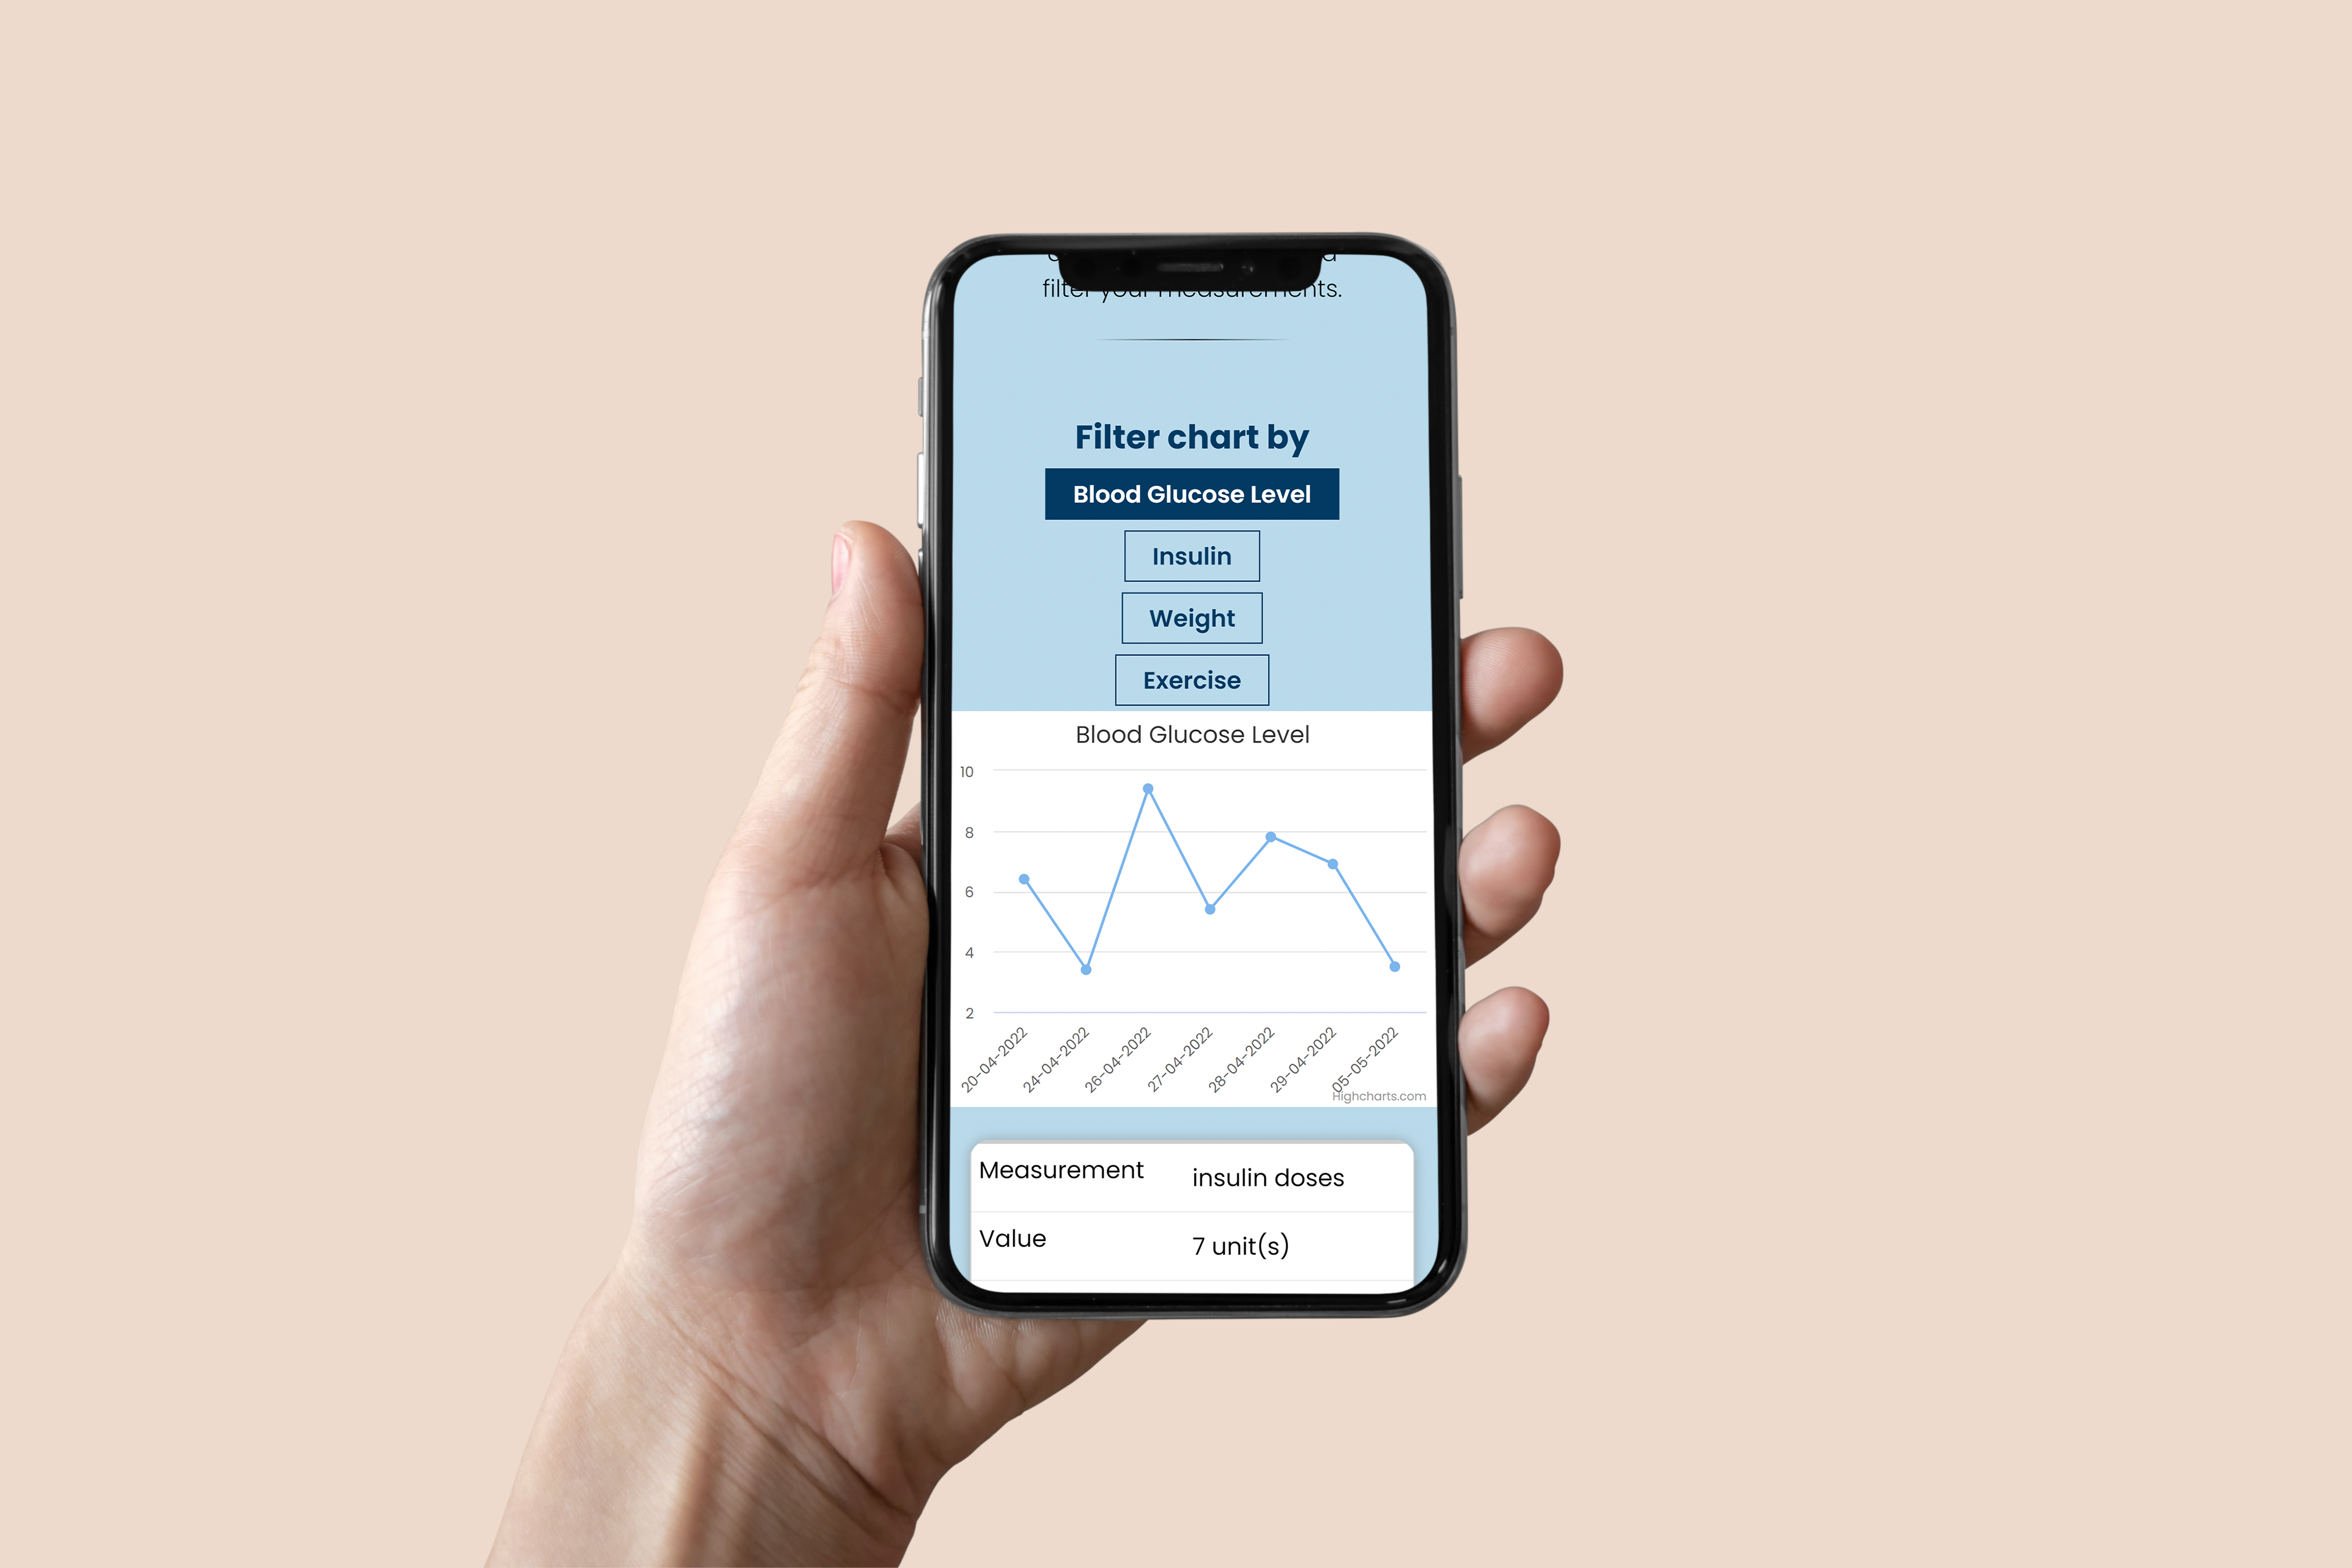 filter your measurements.
Filter chart by
Blood Glucose Level
Insulin
Weight
Exercise
Blood Glucose Level
10
8
6
4
2
20-04-2022 24-04-2022 26-04-2022 27-04-2022 28-04-2022 29-04-2022 05-05-2022
Highcharts.com
Measurement insulin doses
Value 7 unit(s)